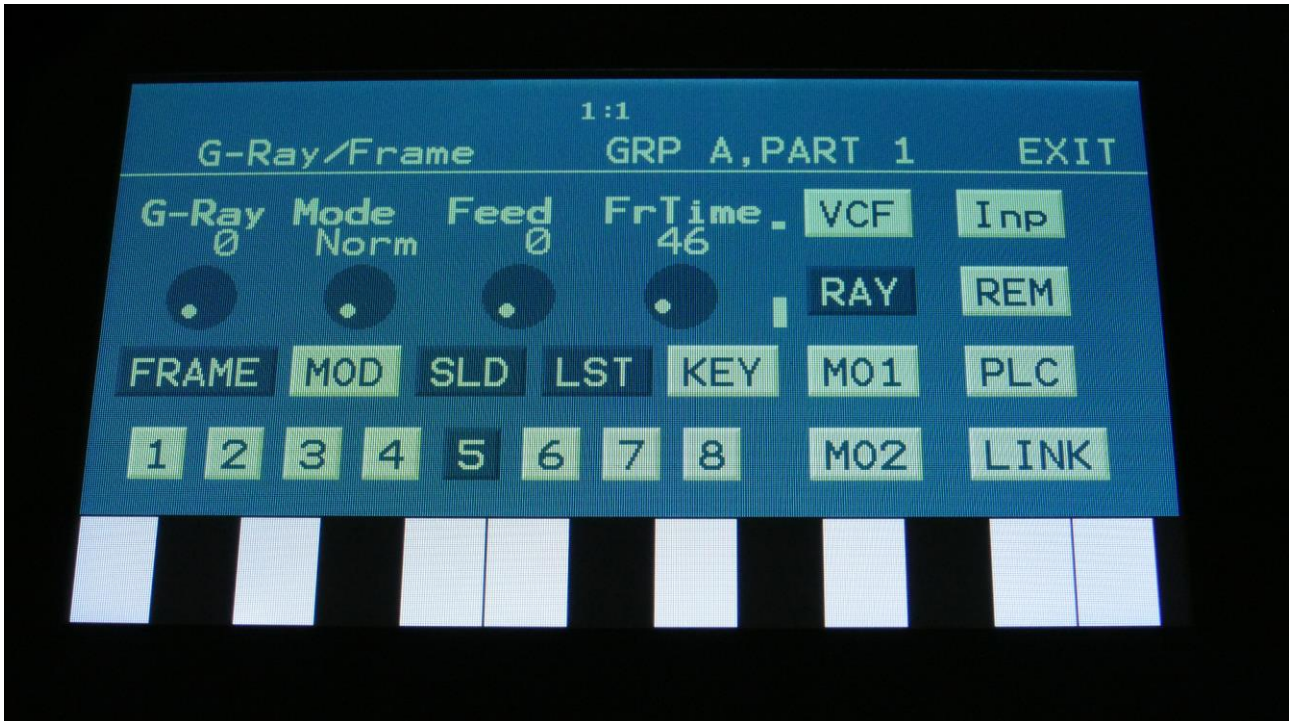 1:1
G-Ray/Frame GRP A,PART 1 EXIT
G-Ray Mode Feed FrTime VCF Inp
0 Norm 0 46
RAY REM
FRAME MOD SLD LST KEY MO1 PLC
1 2 3 4 5 6 7 8 MO2 LINK